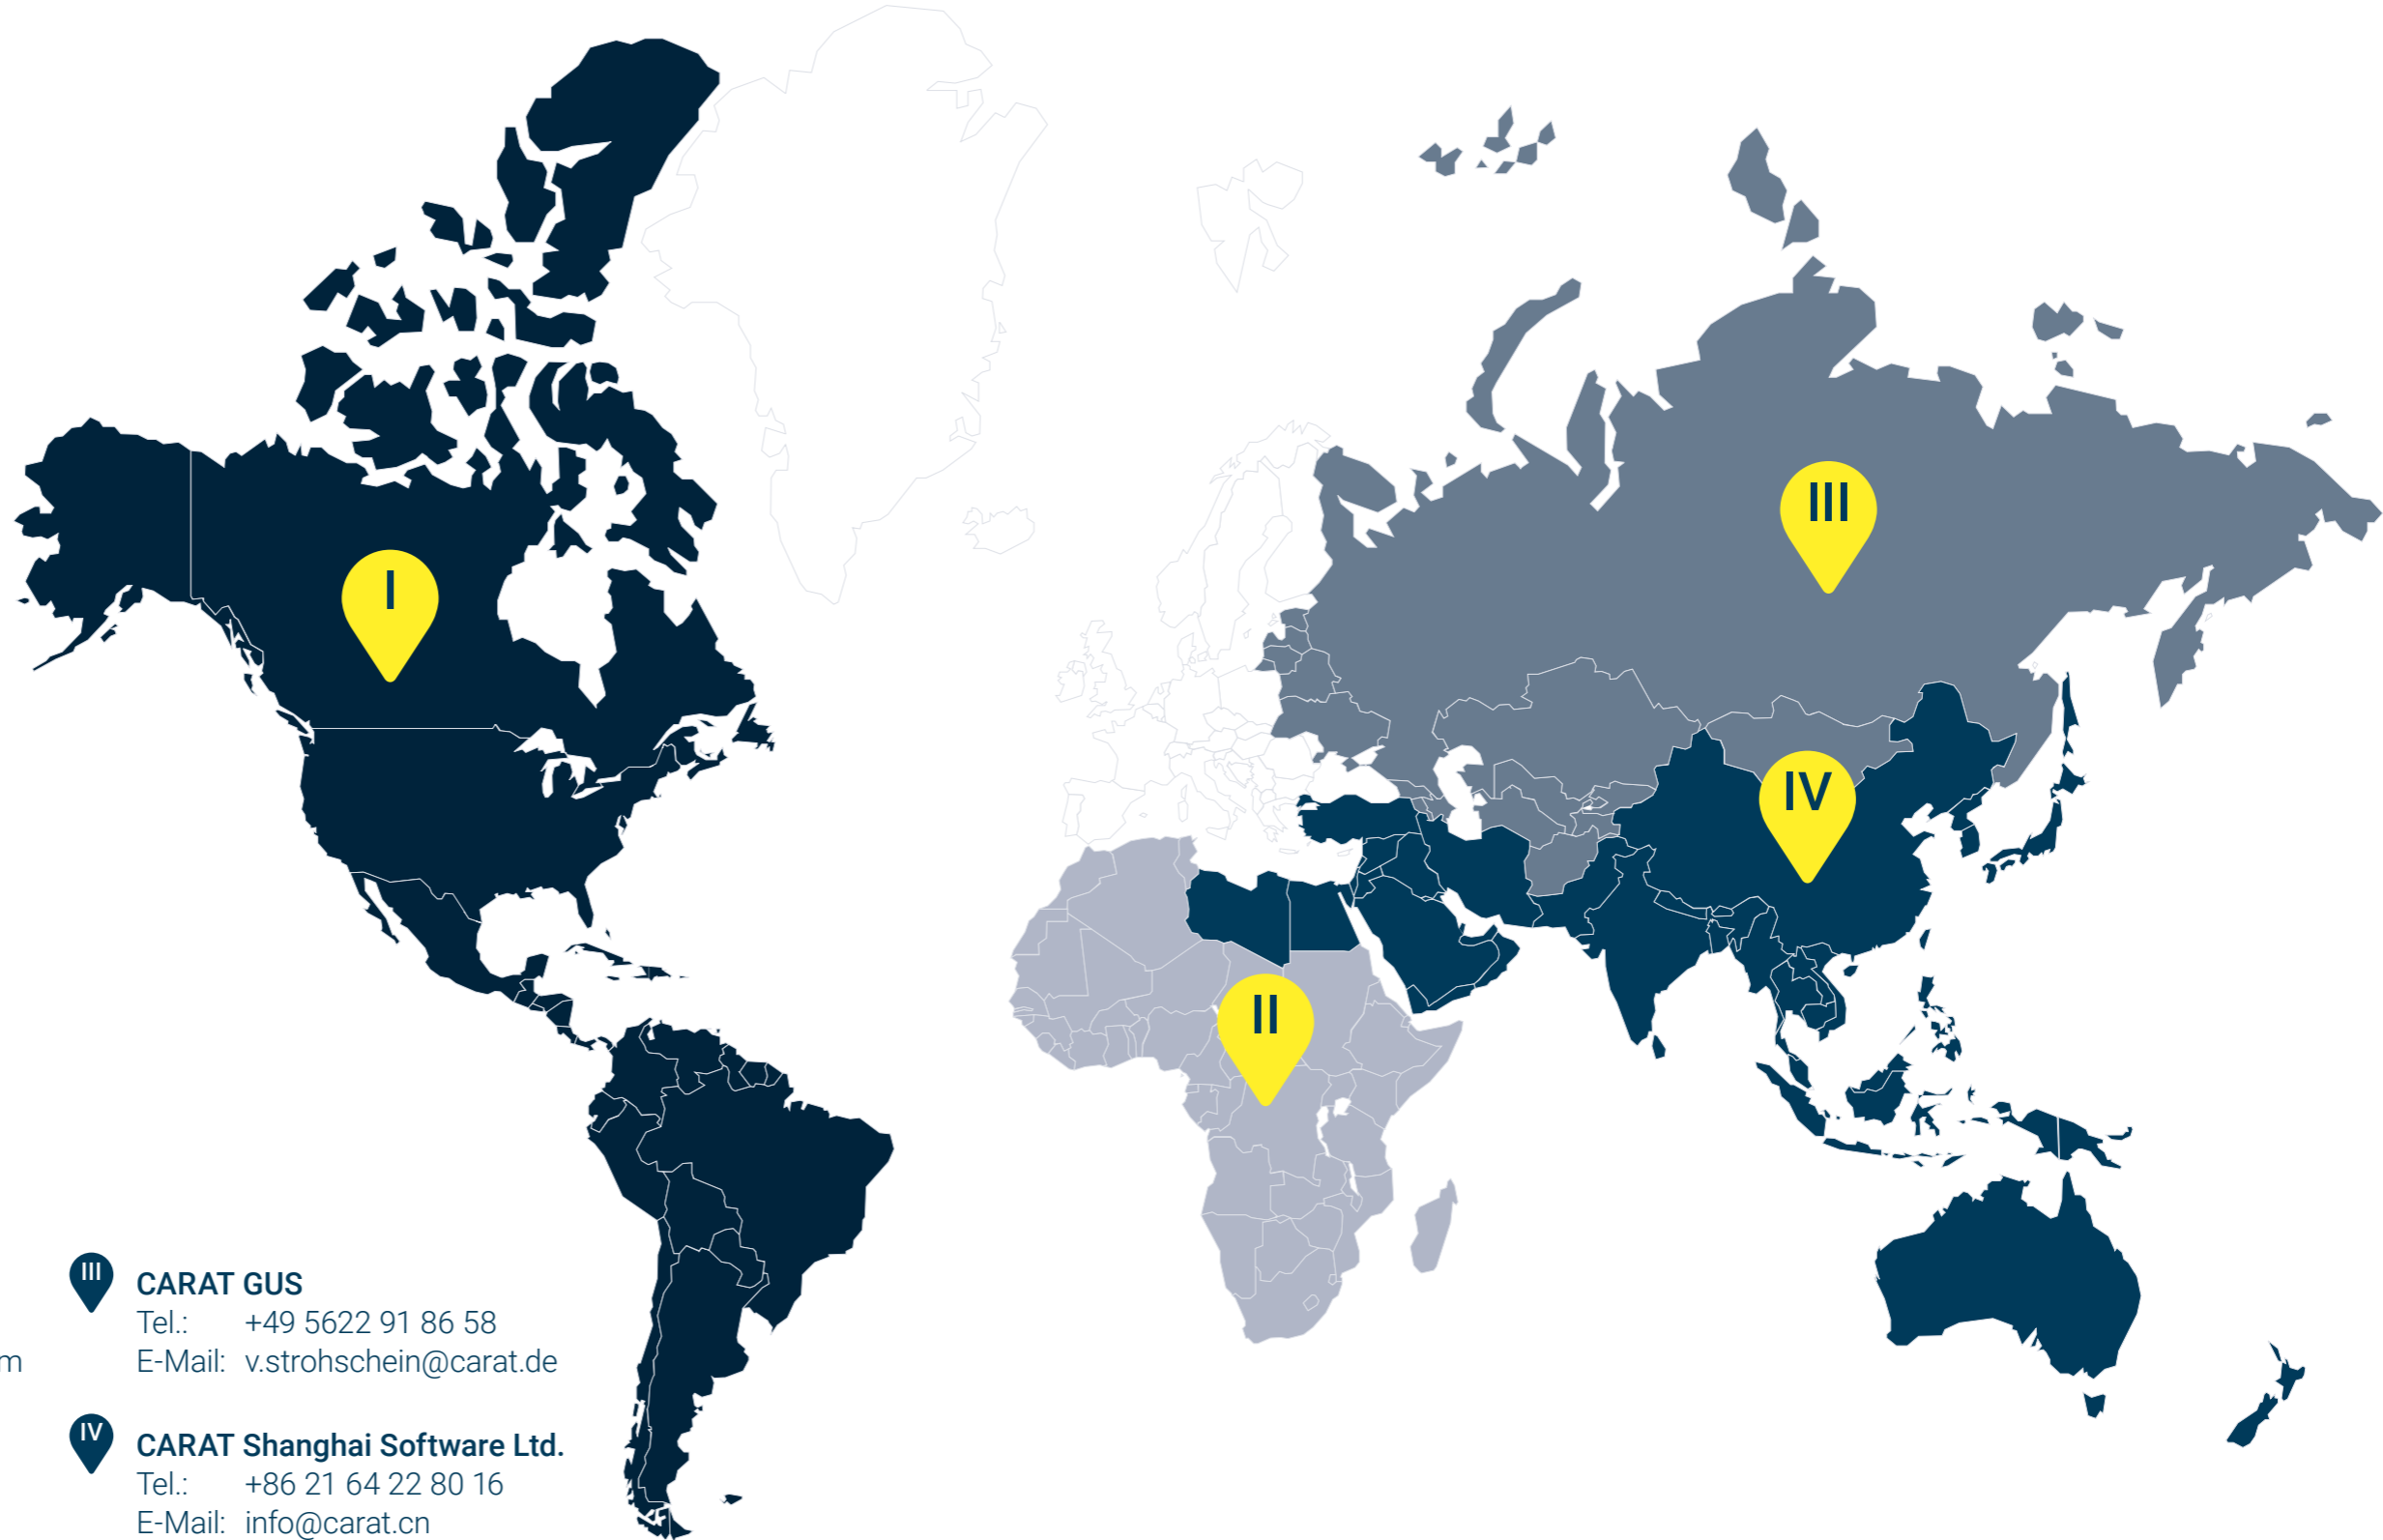 I
III
IV
II
III
CARAT GUS
Tel.: +49 5622 91 86 58
m
E-Mail: v.strohschein@carat.de
IV
CARAT Shanghai Software Ltd.
Tel.: +86 21 64 22 80 16
E-Mail: info@carat.cn